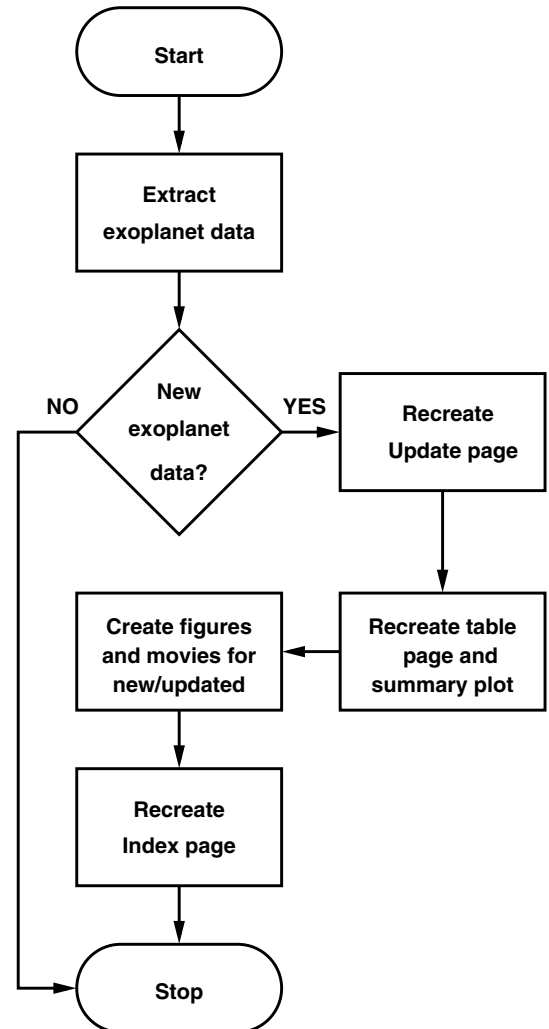 Start
Extract
exoplanet data
New
exoplanet
data?
NO
YES
Recreate
Update page
Recreate table
page and
summary plot
Create figures
and movies for
new/updated
Recreate
Index page
Stop